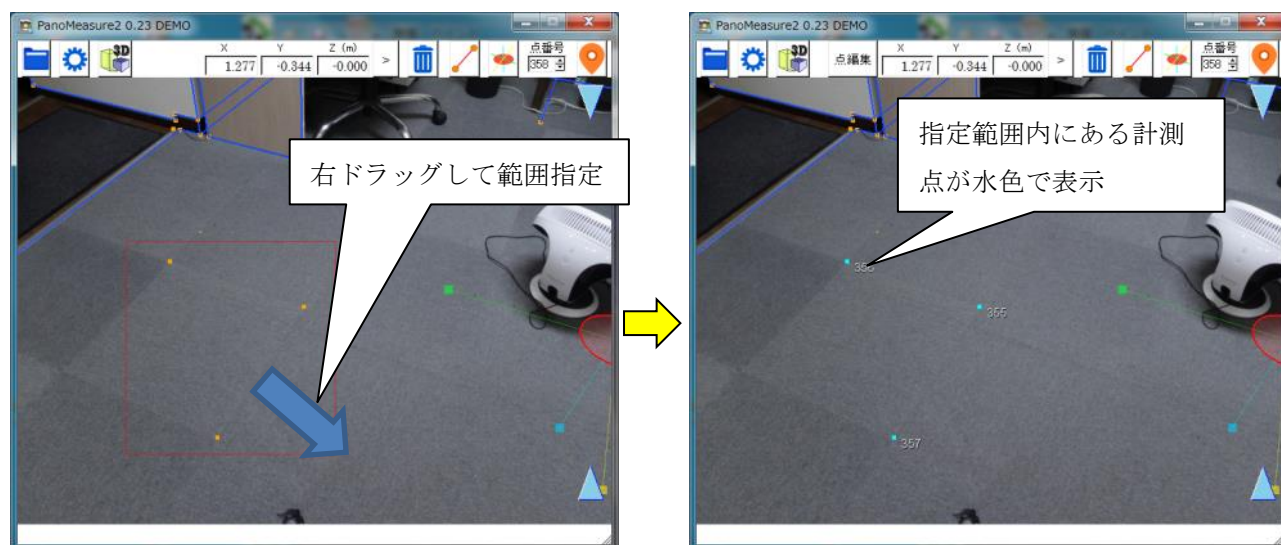 PanoMeasure2 0.23 DEMO
3D
X Y Z (m)
1.277 -0.344 -0.000 >
点番号
358
右ドラッグして範囲指定
PanoMeasure2 0.23 DEMO
3D
点編集
X Y Z (m)
1.277 -0.344 -0.000 >
点番号
358
指定範囲内にある計測
点が水色で表示
355
357